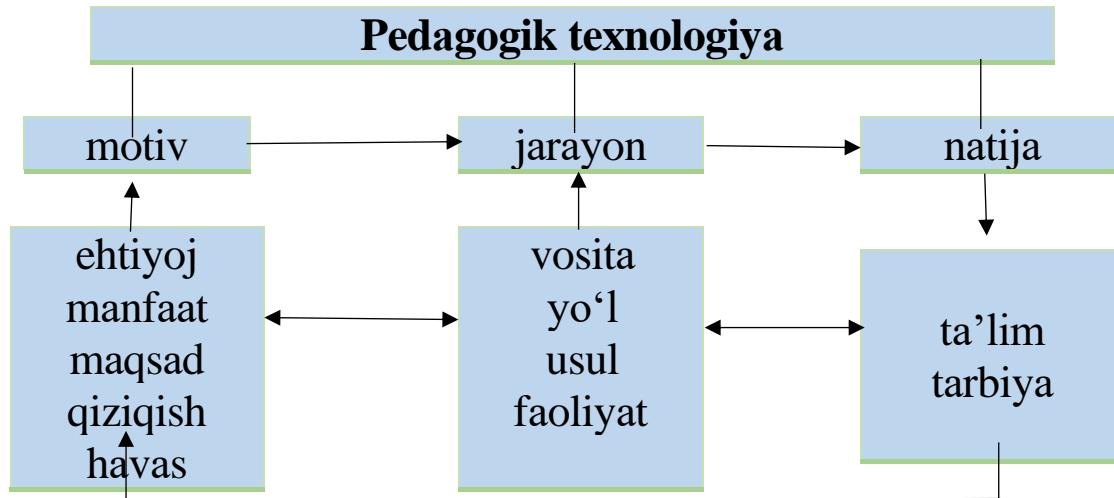 Pedagogik texnologiya
motiv
jarayon
natija
ehtiyoj
manfaat
maqsad
qiziqish
havas
vosita
yo‘l
usul
faoliyat
ta’lim
tarbiya